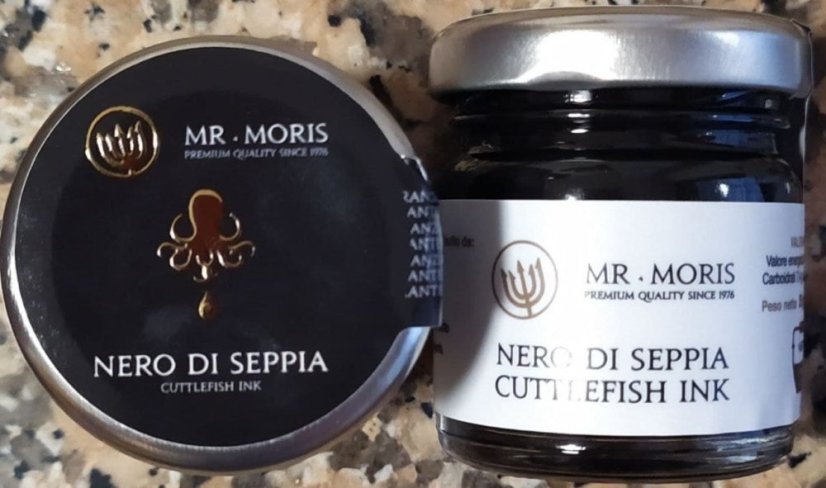 MR · MORIS
PREMIUM QUALITY SINCE 1976
NERO DI SEPPIA
CUTTLEFISH INK
MR · MORIS
PREMIUM QUALITY SINCE 1976
NERO DI SEPPIA
CUTTLEFISH INK
Valore
Carboidrati
Peso netto